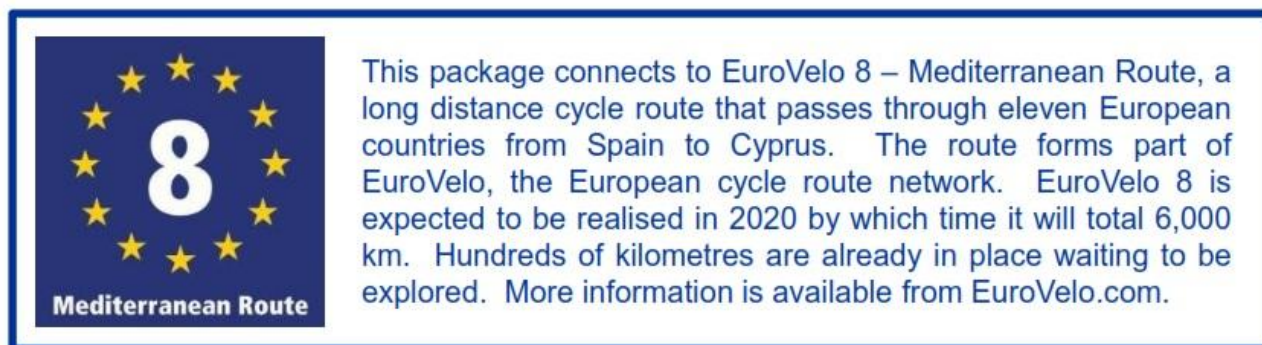 8
Mediterranean Route
This package connects to EuroVelo 8 – Mediterranean Route, a
long distance cycle route that passes through eleven European
countries from Spain to Cyprus. The route forms part of
EuroVelo, the European cycle route network. EuroVelo 8 is
expected to be realised in 2020 by which time it will total 6,000
km. Hundreds of kilometres are already in place waiting to be
explored. More information is available from EuroVelo.com.